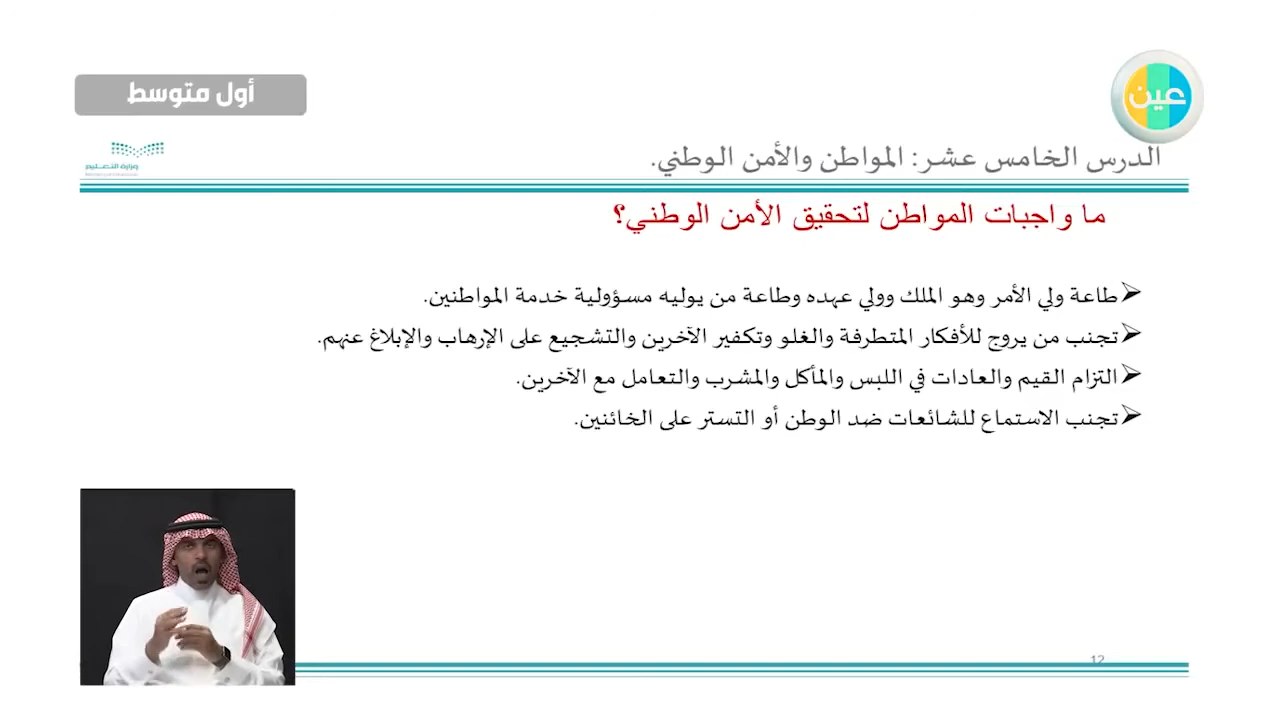 أول متوسط
عين
وزارة التعليم
الدرس الخامس عشر: المواطن والأمن الوطني.
ما واجبات المواطن لتحقيق الأمن الوطني؟
طاعة ولي الأمر وهو الملك وولي عهده وطاعة من يوليه مسؤولية خدمة المواطنين.
تجنب من يروج للأفكار المتطرفة والغلو وتكفير الآخرين والتشجيع على الإرهاب والإبلاغ عنهم.
التزام القيم والعادات في اللبس والمأكل والمشرب والتعامل مع الآخرين.
تجنب الاستماع للشائعات ضد الوطن أو التستر على الخائنين.
12